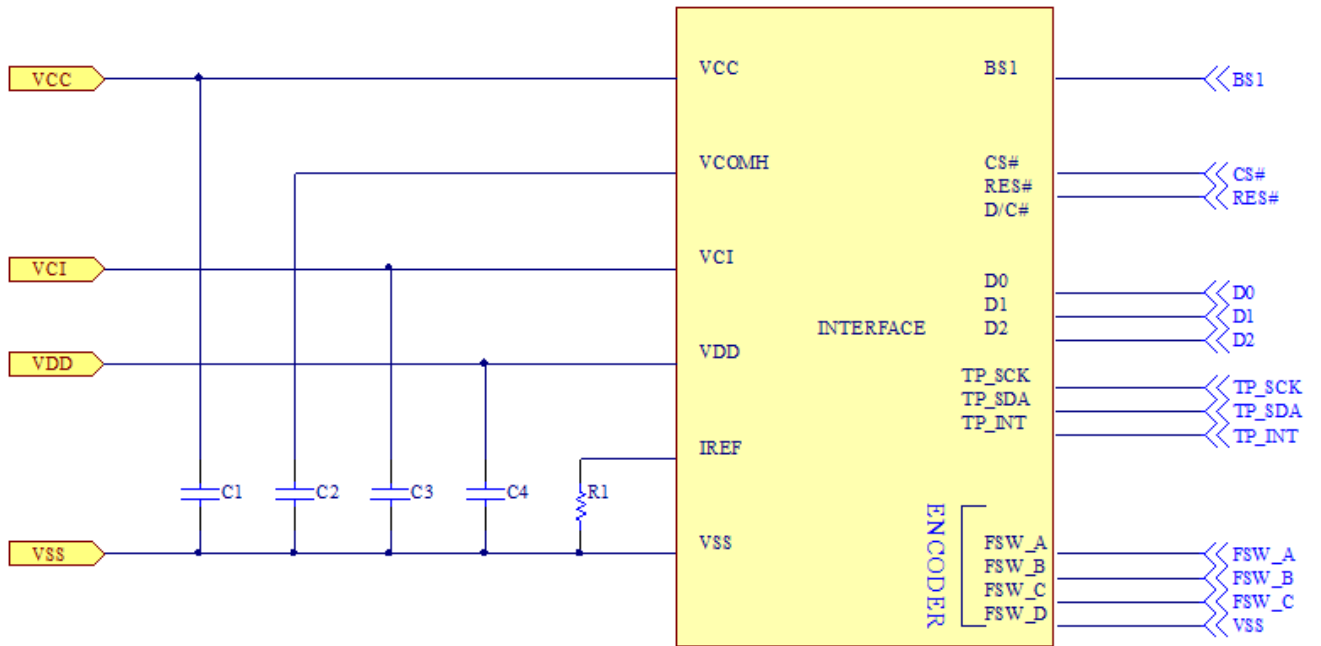 VCC VCC BS1 BS1
VCOMH CS# CS#
RES# RES#
D/C#
VCI VCI
D0 D0
D1 D1
INTERFACE D2 D2
VDD VDD
TP_SCK TP_SCK
TP_SDA TP_SDA
TP_INT TP_INT
IREF
C1 C2 C3 C4 R1
ENCODER
VSS VSS FSW_A FSW_A
FSW_B FSW_B
FSW_C FSW_C
FSW_D VSS